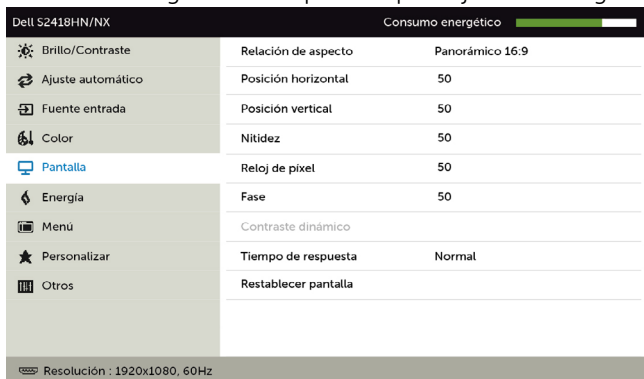 Dell S2418HN/NX Consumo energético
Brillo/Contraste
Ajuste automático
Fuente entrada
Color
Pantalla
Energía
Menú
Personalizar
Otros
Relación de aspecto Panorámico 16:9
Posición horizontal 50
Posición vertical 50
Nitidez 50
Reloj de píxel 50
Fase 50
Contraste dinámico
Tiempo de respuesta Normal
Restablecer pantalla
Resolución : 1920x1080, 60Hz